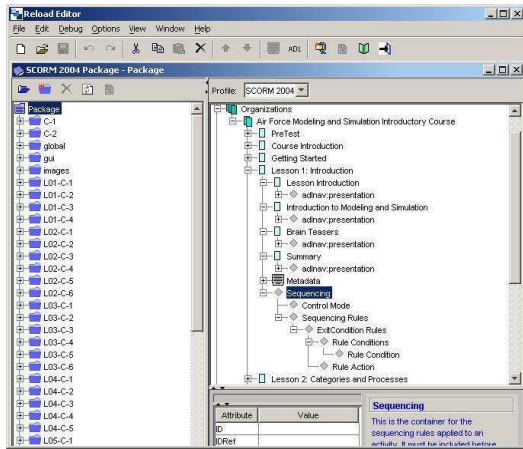 Reload Editor
File Edit Debug Options View Window Help
ADL
SCORM 2004 Package - Package
Profile: SCORM 2004
Package
C-1
C-2
global
gui
images
L01-C-1
L01-C-2
L01-C-3
L01-C-4
L02-C-1
L02-C-2
L02-C-3
L02-C-4
L02-C-5
L02-C-6
L03-C-1
L03-C-2
L03-C-3
L03-C-4
L03-C-5
L03-C-6
L04-C-1
L04-C-2
L04-C-3
L04-C-4
L04-C-5
L05-C-1
Organizations
Air Force Modeling and Simulation Introductory Course
PreTest
Course Introduction
Getting Started
Lesson 1: Introduction
Lesson Introduction
adlnav:presentation
Introduction to Modeling and Simulation
adlnav:presentation
Brain Teasers
adlnav:presentation
Summary
adlnav:presentation
Metadata
Sequencing
Control Mode
Sequencing Rules
ExitCondition Rules
Rule Conditions
Rule Condition
Rule Action
Lesson 2: Categories and Processes
Attribute Value
ID
IDRef
Sequencing
This is the container for the
sequencing rules applied to an
activity. It must be included before